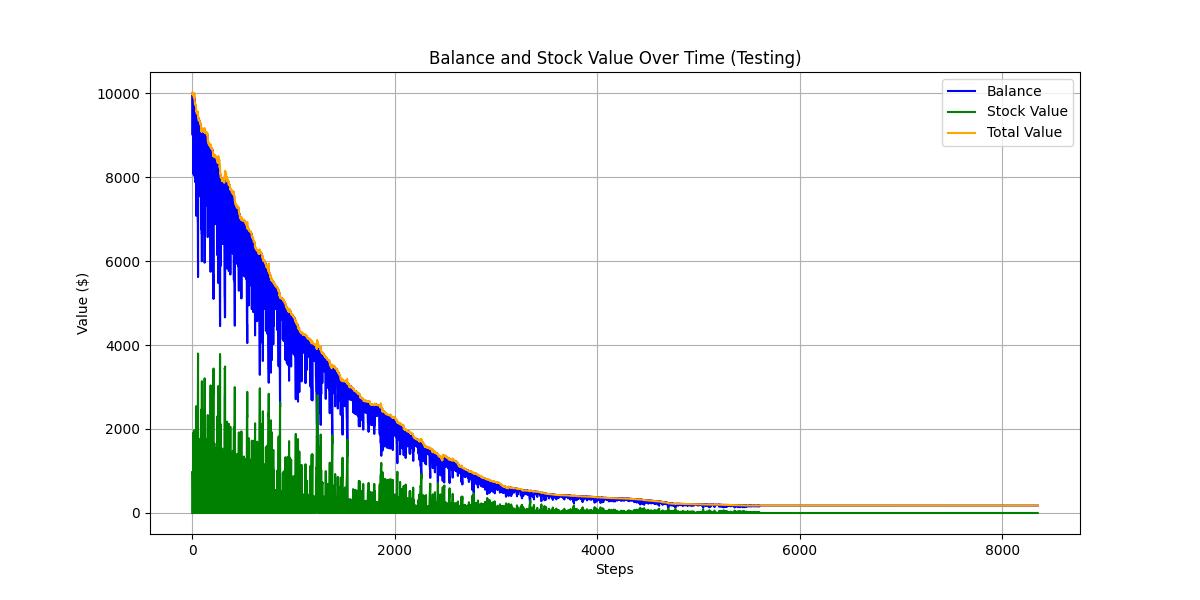 Balance and Stock Value Over Time (Testing)
Balance
Stock Value
Total Value
Value ($)
10000
8000
6000
4000
2000
0
0 2000 4000 6000 8000
Steps